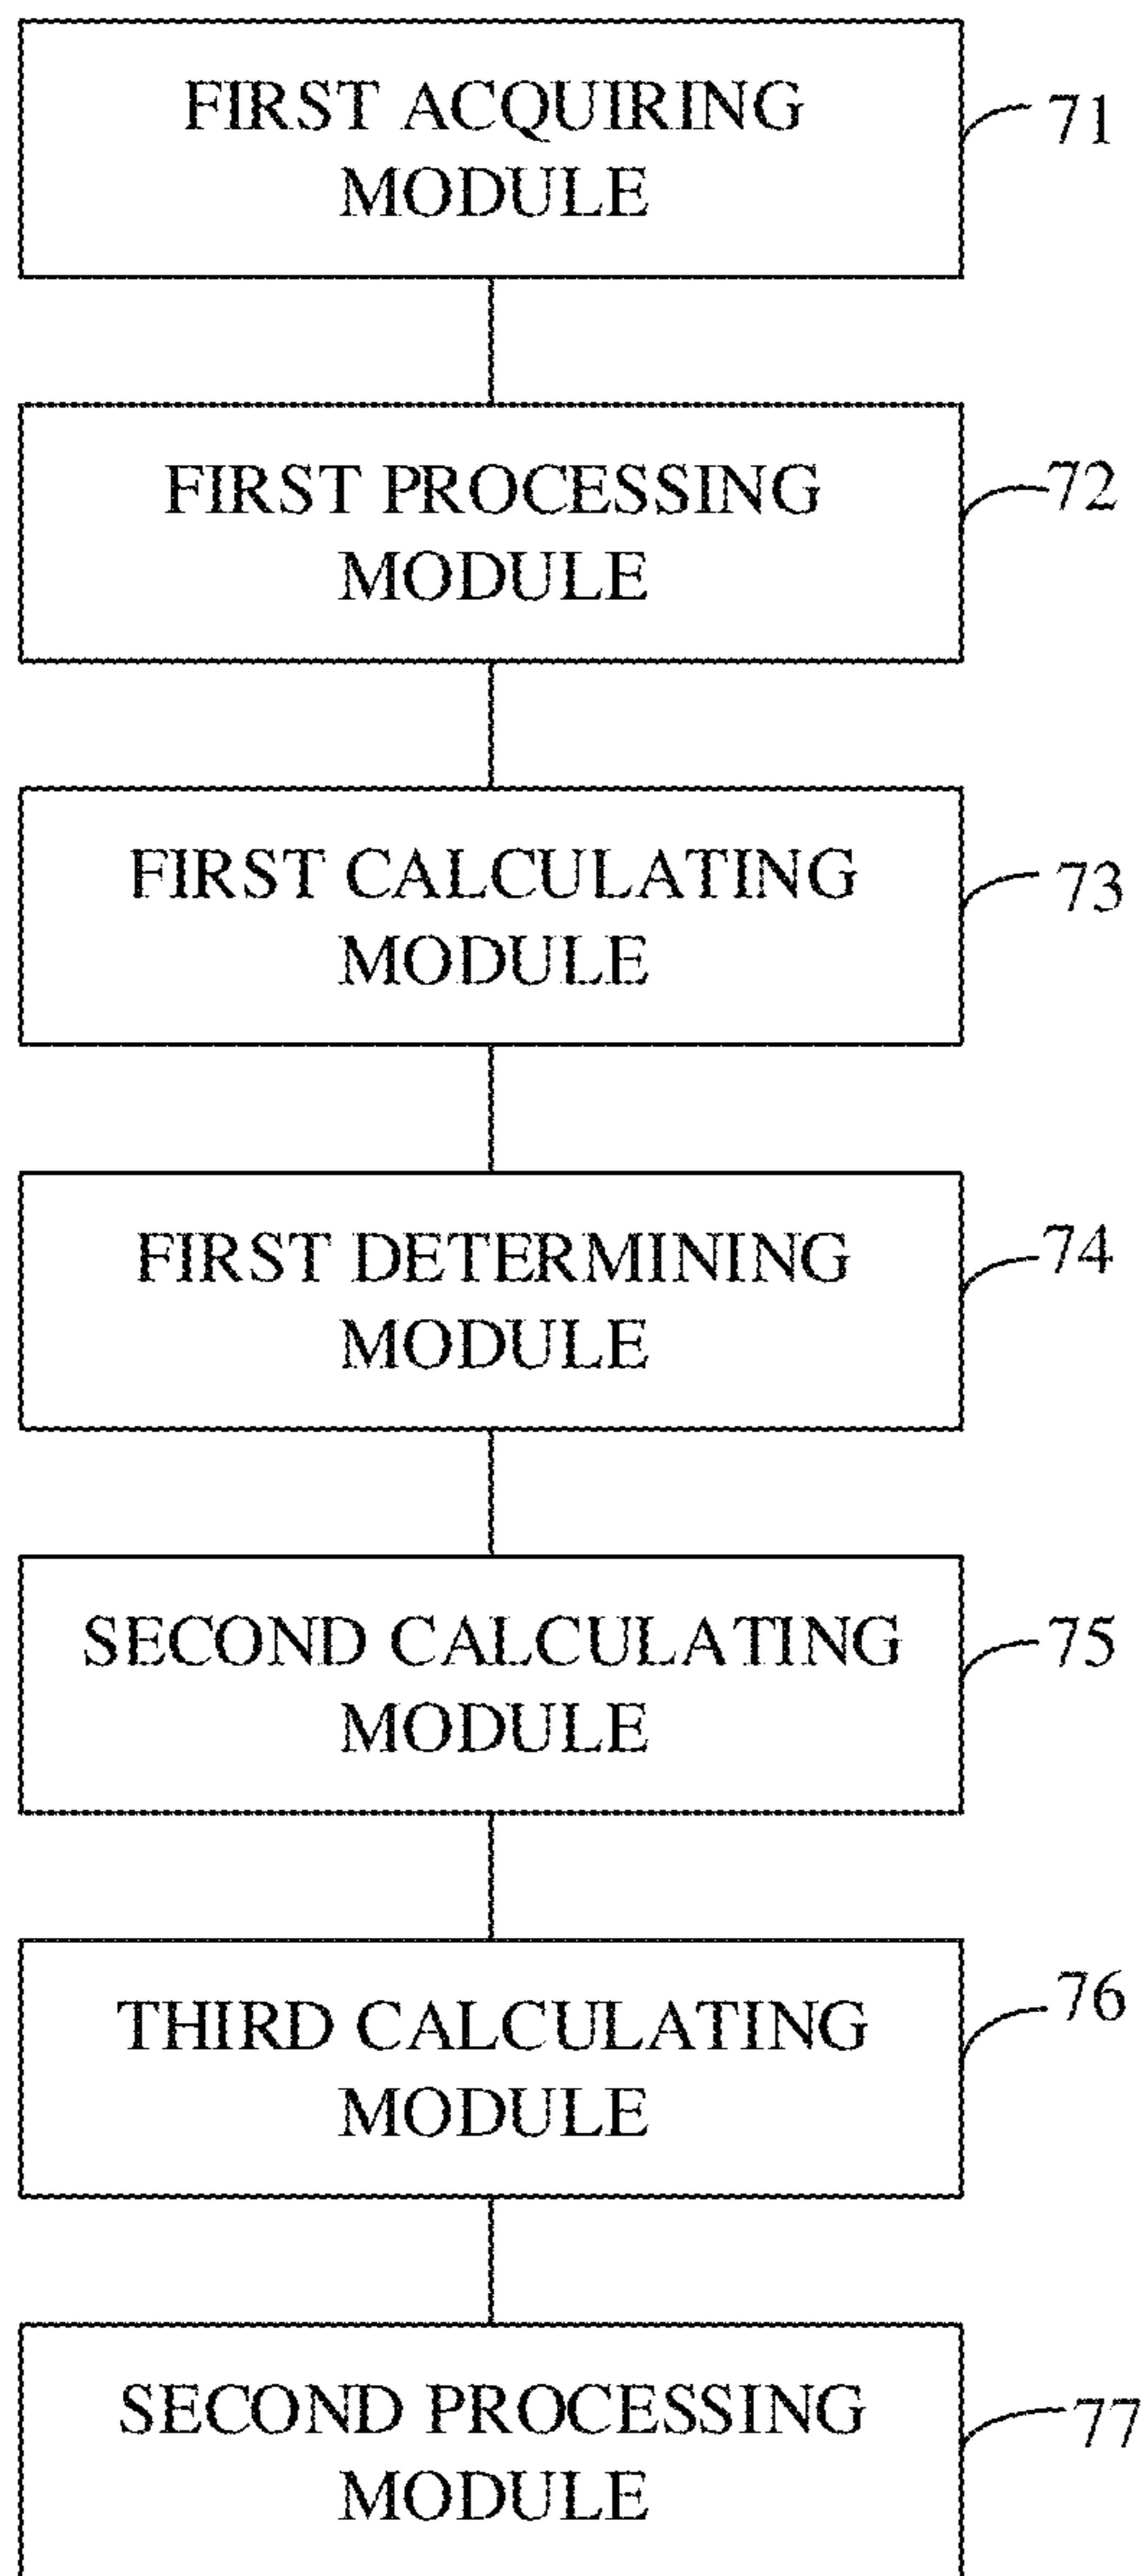 FIRST ACQUIRING
MODULE
71
FIRST PROCESSING
MODULE
72
FIRST CALCULATING
MODULE
73
FIRST DETERMINING
MODULE
74
SECOND CALCULATING
MODULE
75
THIRD CALCULATING
MODULE
76
SECOND PROCESSING
MODULE
77